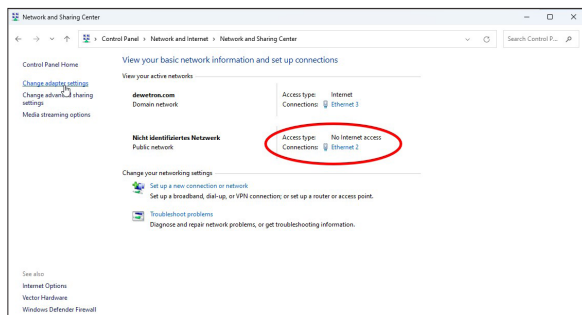 Network and Sharing Center
Control Panel > Network and Internet > Network and Sharing Center
Search Control P...
Control Panel Home
Change adapter settings
Change advanced sharing
settings
Media streaming options
View your basic network information and set up connections
View your active networks
dewetron.com
Domain network
Access type: Internet
Connections: Ethernet 3
Nicht identifiziertes Netzwerk
Public network
Access type: No Internet access
Connections: Ethernet 2
Change your networking settings
Set up a new connection or network
Set up a broadband, dial-up, or VPN connection; or set up a router or access point.
Troubleshoot problems
Diagnose and repair network problems, or get troubleshooting information.
See also
Internet Options
Vector Hardware
Windows Defender Firewall